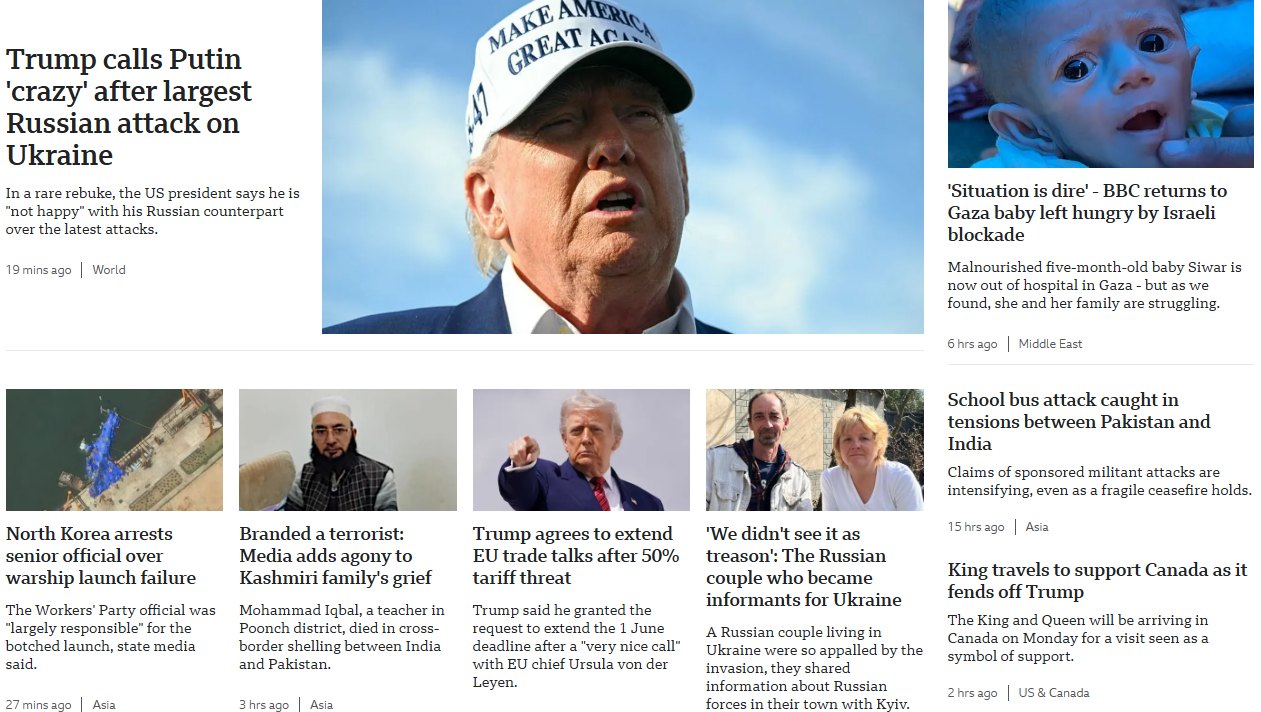 Trump calls Putin
'crazy' after largest
Russian attack on
Ukraine
In a rare rebuke, the US president says he is
"not happy" with his Russian counterpart
over the latest attacks.
19 mins ago | World
MAKE AMERICA
GREAT AGA
47
'Situation is dire' - BBC returns to
Gaza baby left hungry by Israeli
blockade
Malnourished five-month-old baby Siwar is
now out of hospital in Gaza - but as we
found, she and her family are struggling.
6 hrs ago | Middle East
North Korea arrests
senior official over
warship launch failure
The Workers' Party official was
"largely responsible" for the
botched launch, state media
said.
27 mins ago | Asia
Branded a terrorist:
Media adds agony to
Kashmiri family's grief
Mohammad Iqbal, a teacher in
Poonch district, died in cross-
border shelling between India
and Pakistan.
3 hrs ago | Asia
Trump agrees to extend
EU trade talks after 50%
tariff threat
Trump said he granted the
request to extend the 1 June
deadline after a "very nice call"
with EU chief Ursula von der
Leyen.
'We didn't see it as
treason': The Russian
couple who became
informants for Ukraine
A Russian couple living in
Ukraine were so appalled by the
invasion, they shared
information about Russian
forces in their town with Kyiv.
School bus attack caught in
tensions between Pakistan and
India
Claims of sponsored militant attacks are
intensifying, even as a fragile ceasefire holds.
15 hrs ago | Asia
King travels to support Canada as it
fends off Trump
The King and Queen will be arriving in
Canada on Monday for a visit seen as a
symbol of support.
2 hrs ago | US & Canada